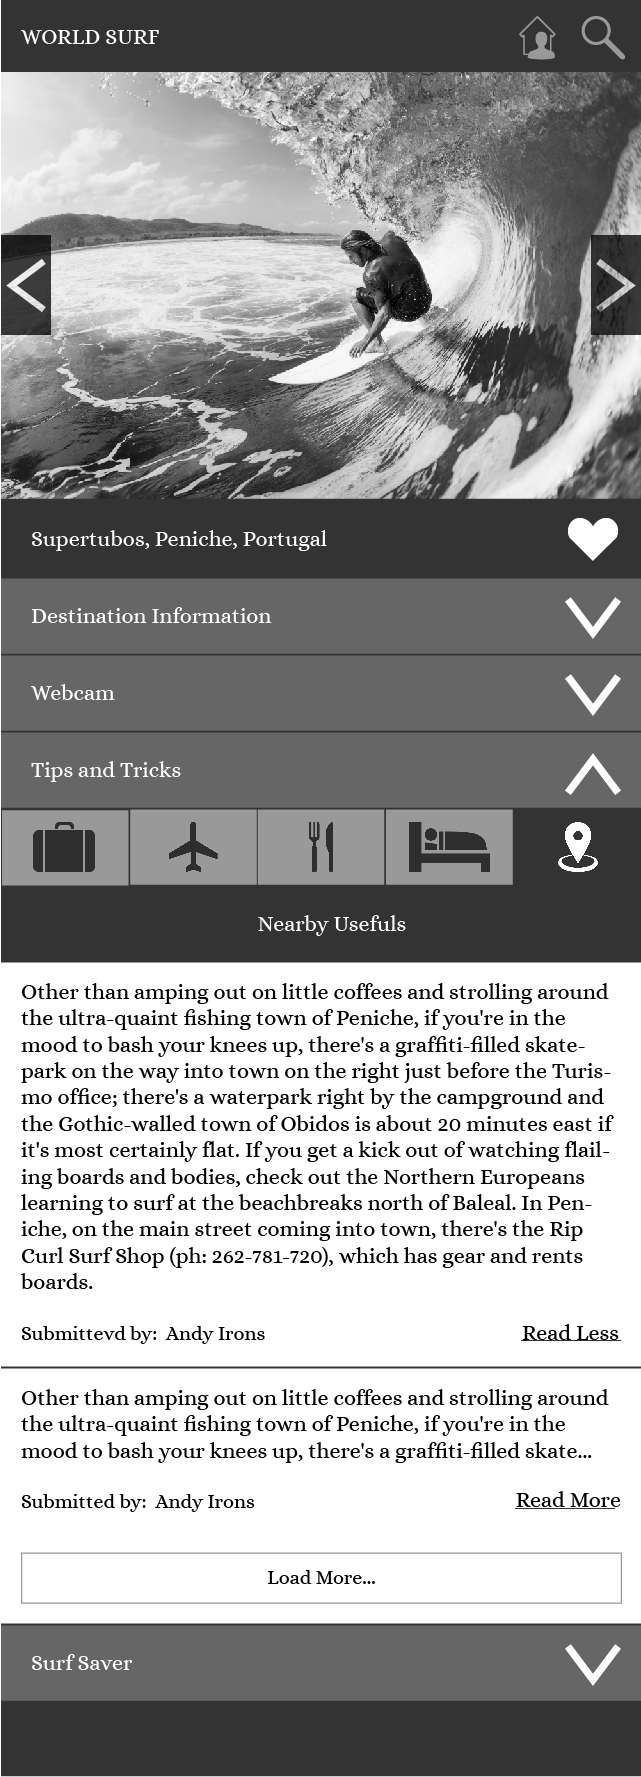 WORLD SURF
Supertubos, Peniche, Portugal
Destination Information
Webcam
Tips and Tricks
Nearby Usefuls
Other than amping out on little coffees and strolling around
the ultra-quaint fishing town of Peniche, if you're in the
mood to bash your knees up, there's a graffiti-filled skate-
park on the way into town on the right just before the Turis-
mo office; there's a waterpark right by the campground and
the Gothic-walled town of Obidos is about 20 minutes east if
it's most certainly flat. If you get a kick out of watching flail-
ing boards and bodies, check out the Northern Europeans
learning to surf at the beachbreaks north of Baleal. In Pen-
iche, on the main street coming into town, there's the Rip
Curl Surf Shop (ph: 262-781-720), which has gear and rents
boards.
Submittevd by: Andy Irons Read Less
Other than amping out on little coffees and strolling around
the ultra-quaint fishing town of Peniche, if you're in the
mood to bash your knees up, there's a graffiti-filled skate...
Submitted by: Andy Irons Read More
Load More...
Surf Saver